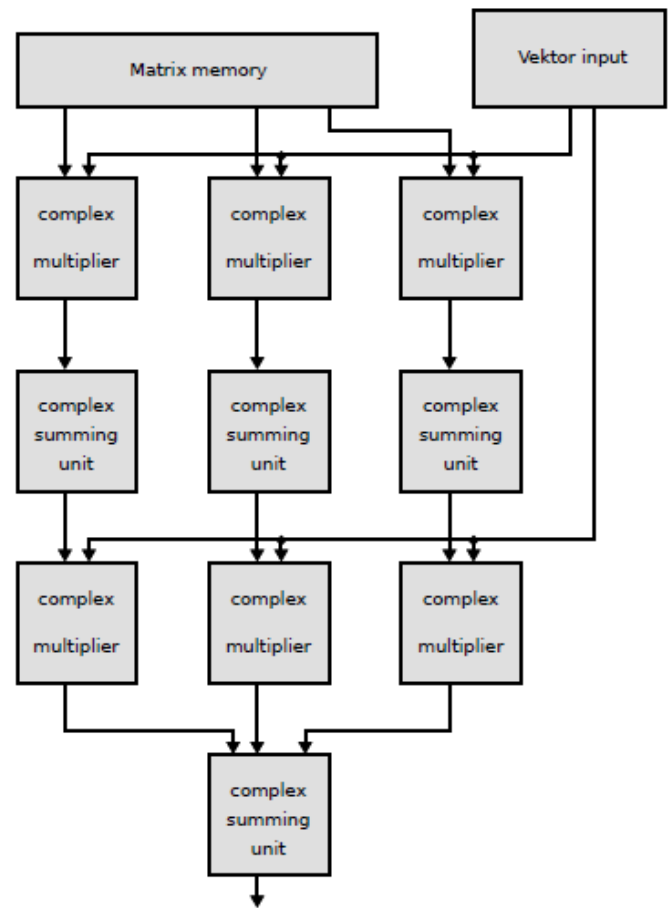 Matrix memory
Vektor input
complex
multiplier
complex
multiplier
complex
multiplier
complex
summing
unit
complex
summing
unit
complex
summing
unit
complex
multiplier
complex
multiplier
complex
multiplier
complex
summing
unit